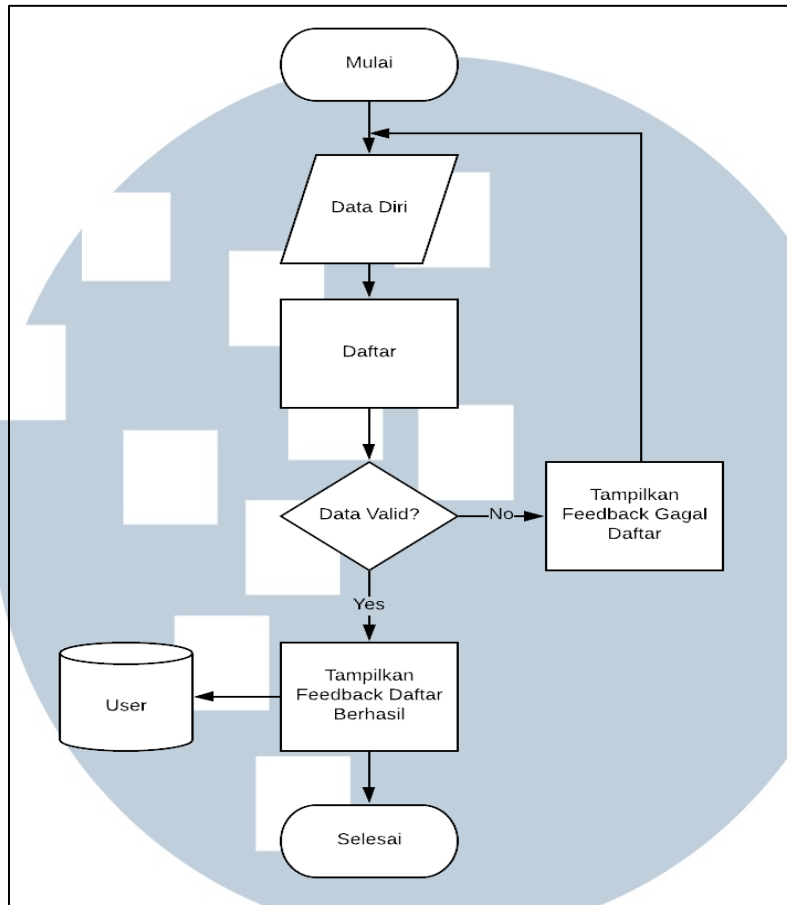 Mulai
Data Diri
Daftar
Data Valid?
No
Tampilkan
Feedback Gagal
Daftar
Yes
User
Tampilkan
Feedback Daftar
Berhasil
Selesai